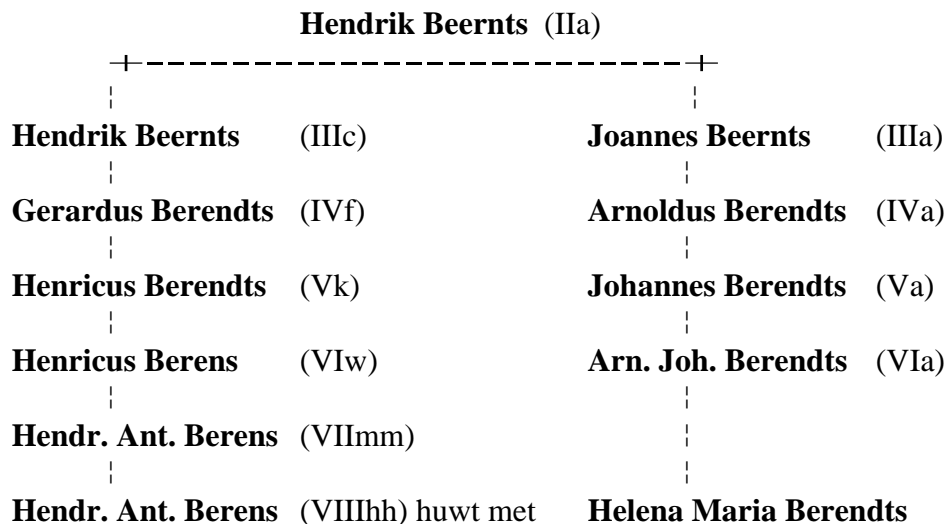 Hendrik Beernts (IIa)
Hendrik Beernts (IIIc) Joannes Beernts (IIIa)
Gerardus Berendts (IVf) Arnoldus Berendts (IVa)
Henricus Berendts (Vk) Johannes Berendts (Va)
Henricus Berens (VIw) Arn. Joh. Berendts (VIa)
Hendr. Ant. Berens (VIImm)
Hendr. Ant. Berens (VIIIhh) huwt met Helena Maria Berendts